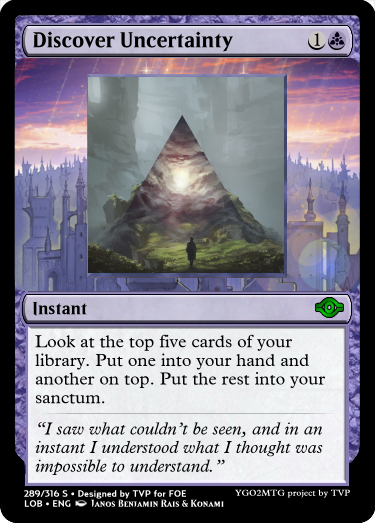 Discover Uncertainty 1
Instant
Look at the top five cards of your
library. Put one into your hand and
another on top. Put the rest into your
sanctum.
“I saw what couldn’t be seen, and in an
instant I understood what I thought was
impossible to understand.”
289/316 S • Designed by TVP for FOE YGO2MTG project by TVP
LOB • ENG Janos Benjamin Rais & Konami